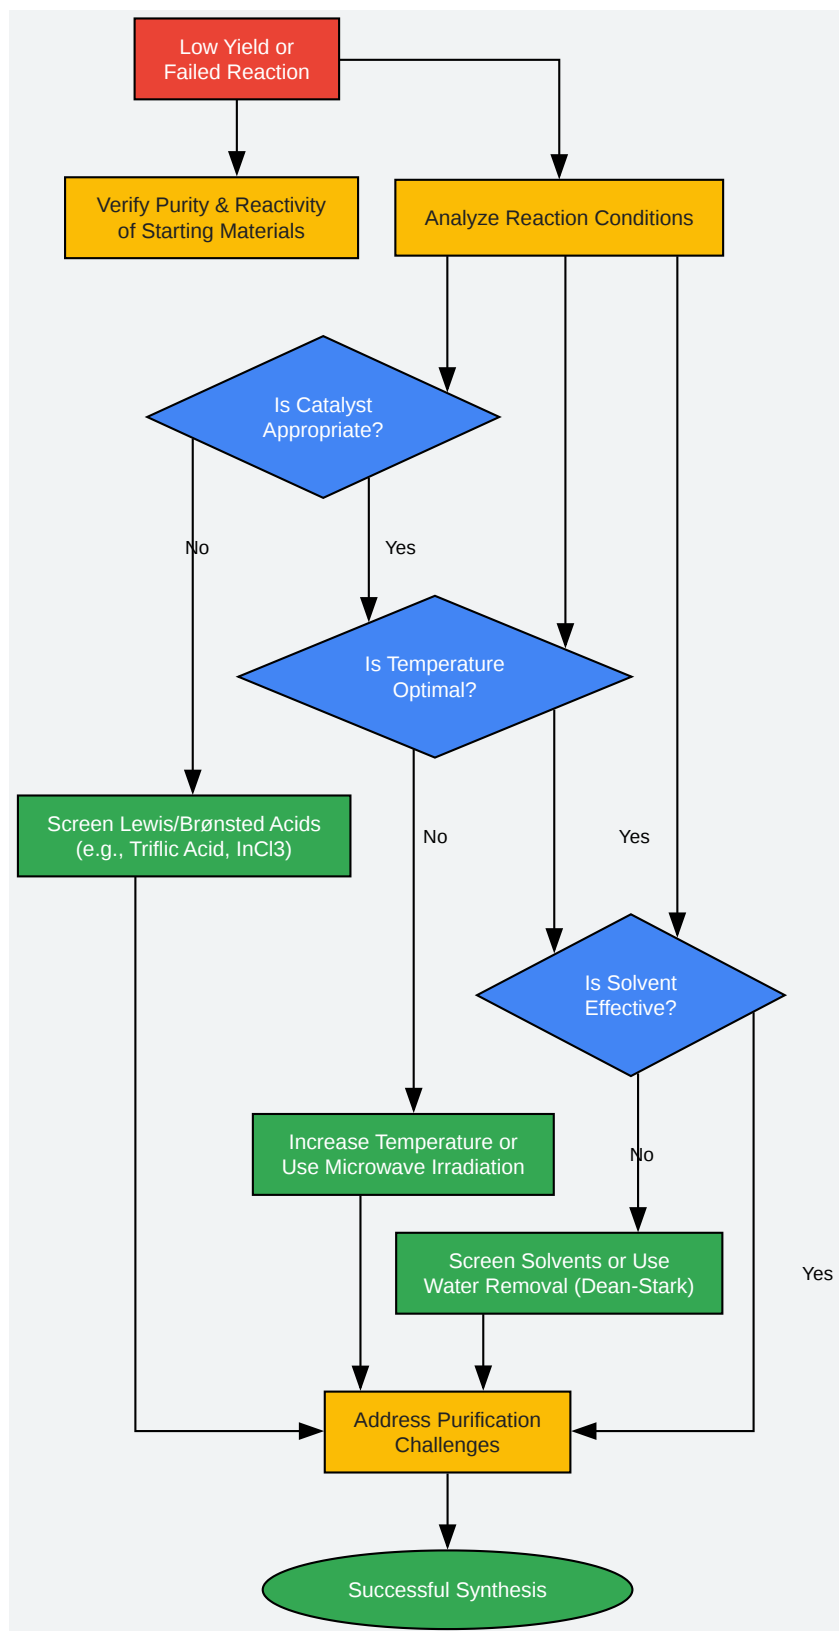 Low Yield or
Failed Reaction
Verify Purity & Reactivity
of Starting Materials
Analyze Reaction Conditions
Is Catalyst
Appropriate?
No
Yes
Is Temperature
Optimal?
Screen Lewis/Brønsted Acids
(e.g., Triflic Acid, InCl3)
No
Yes
Is Solvent
Effective?
Increase Temperature or
Use Microwave Irradiation
No
Screen Solvents or Use
Water Removal (Dean-Stark)
Yes
Address Purification
Challenges
Successful Synthesis